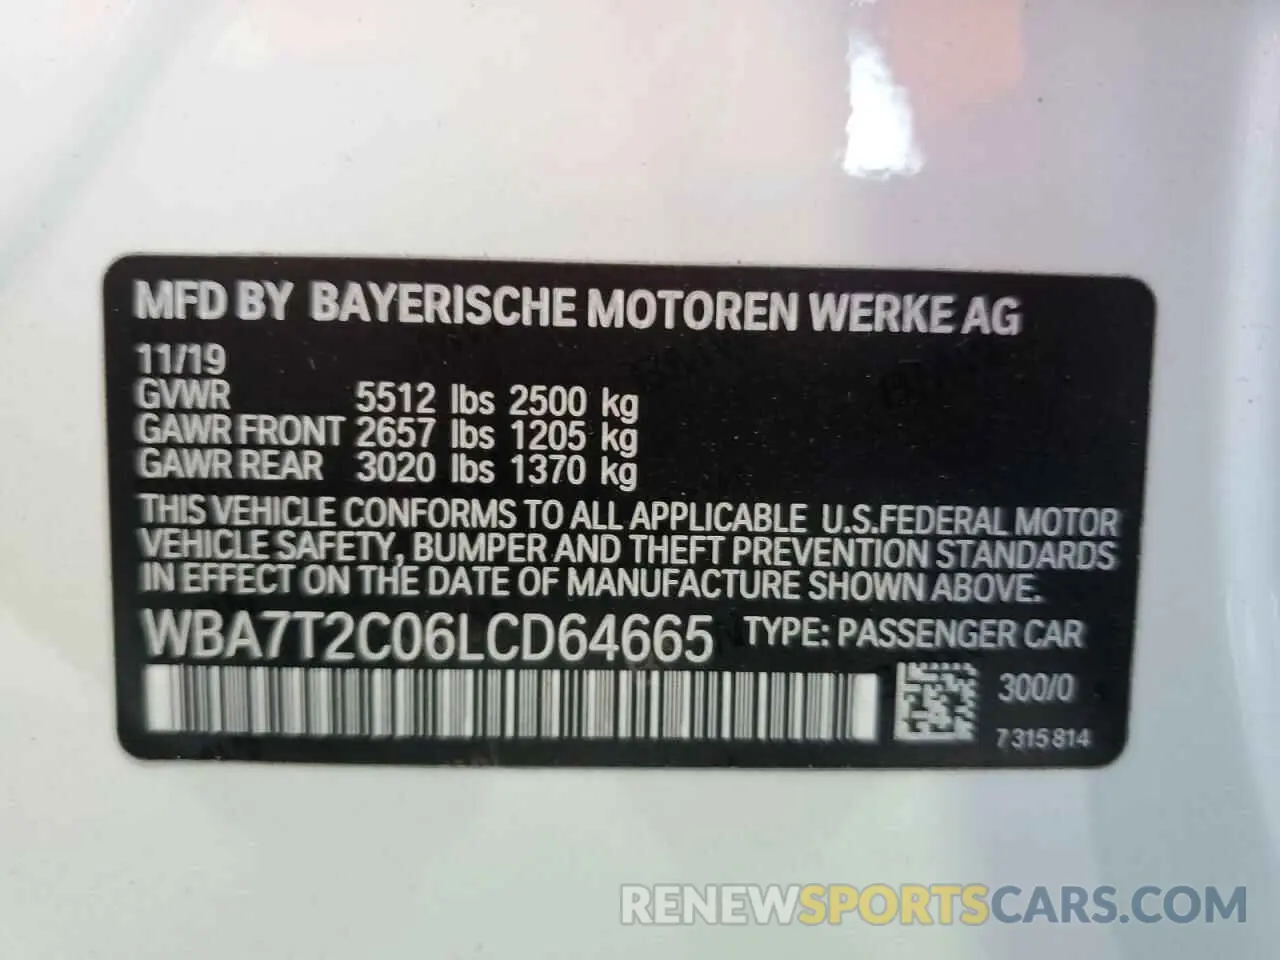 MFD BY BAYERISCHE MOTOREN WERKE AG
11/19
GVWR 5512 lbs 2500 kg
GAWR FRONT 2657 lbs 1205 kg
GAWR REAR 3020 lbs 1370 kg
THIS VEHICLE CONFORMS TO ALL APPLICABLE U.S.FEDERAL MOTOR
VEHICLE SAFETY, BUMPER AND THEFT PREVENTION STANDARDS
IN EFFECT ON THE DATE OF MANUFACTURE SHOWN ABOVE.
WBA7T2C06LCD64665 TYPE: PASSENGER CAR
300/0
7315814
RENEWSPORTSCARS.COM